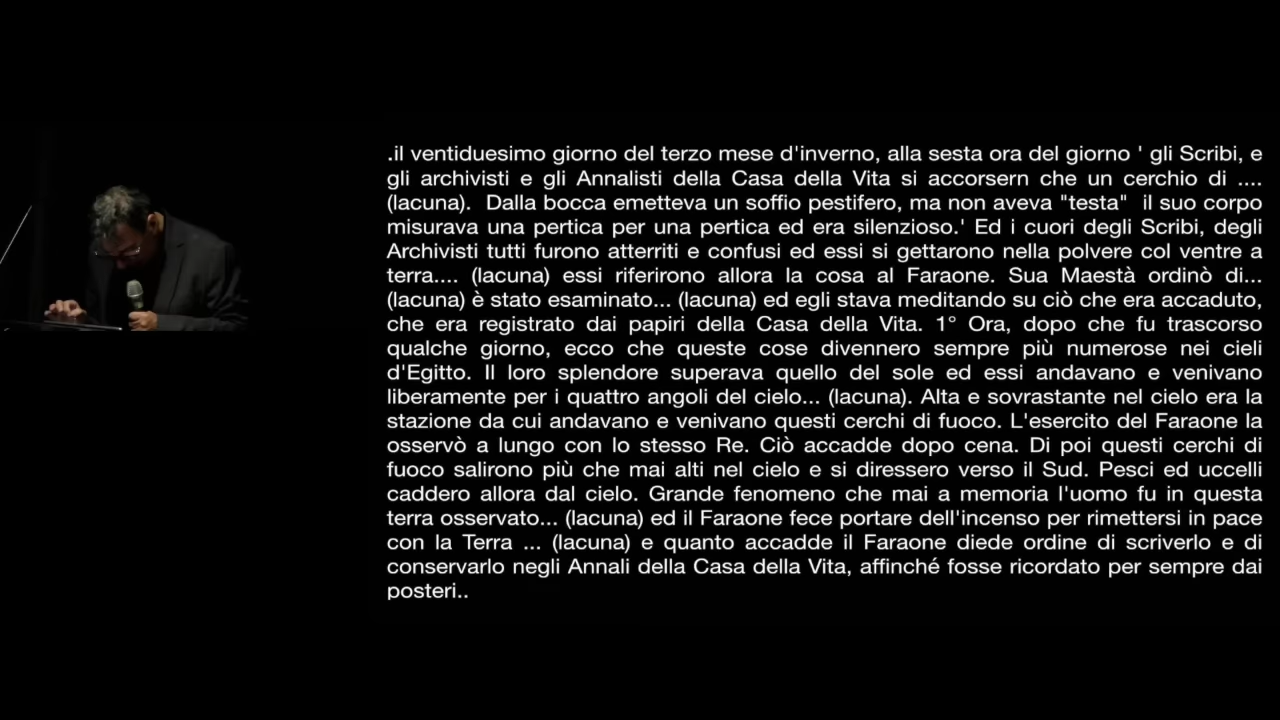 .il ventiduesimo giorno del terzo mese d'inverno, alla sesta ora del giorno ' gli Scribi, e
gli archivisti e gli Annalisti della Casa della Vita si accorsern che un cerchio di ....
(lacuna).  Dalla bocca emetteva un soffio pestifero, ma non aveva "testa"  il suo corpo
misurava una pertica per una pertica ed era silenzioso.' Ed i cuori degli Scribi, degli
Archivisti tutti furono atterriti e confusi ed essi si gettarono nella polvere col ventre a
terra.... (lacuna) essi riferirono allora la cosa al Faraone. Sua Maestà ordinò di...
(lacuna) è stato esaminato... (lacuna) ed egli stava meditando su ciò che era accaduto,
che era registrato dai papiri della Casa della Vita. 1° Ora, dopo che fu trascorso
qualche giorno, ecco che queste cose divennero sempre più numerose nei cieli
d'Egitto. Il loro splendore superava quello del sole ed essi andavano e venivano
liberamente per i quattro angoli del cielo... (lacuna). Alta e sovrastante nel cielo era la
stazione da cui andavano e venivano questi cerchi di fuoco. L'esercito del Faraone la
osservò a lungo con lo stesso Re. Ciò accadde dopo cena. Di poi questi cerchi di
fuoco salirono più che mai alti nel cielo e si diressero verso il Sud. Pesci ed uccelli
caddero allora dal cielo. Grande fenomeno che mai a memoria l'uomo fu in questa
terra osservato... (lacuna) ed il Faraone fece portare dell'incenso per rimettersi in pace
con la Terra ... (lacuna) e quanto accadde il Faraone diede ordine di scriverlo e di
conservarlo negli Annali della Casa della Vita, affinché fosse ricordato per sempre dai
posteri..